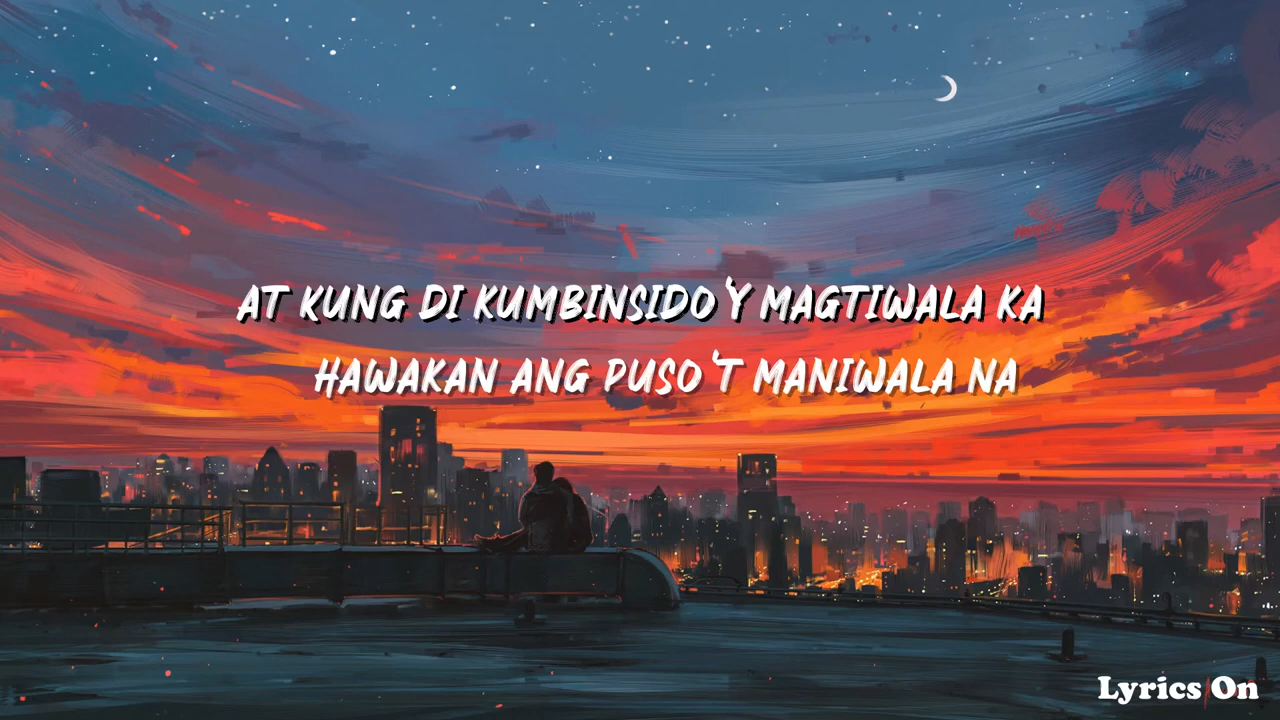 AT KUNG DI KUMBINSIDO'Y MAGTIWALA KA
HAWAKAN ANG PUSO'T MANIWALA NA
Lyrics On